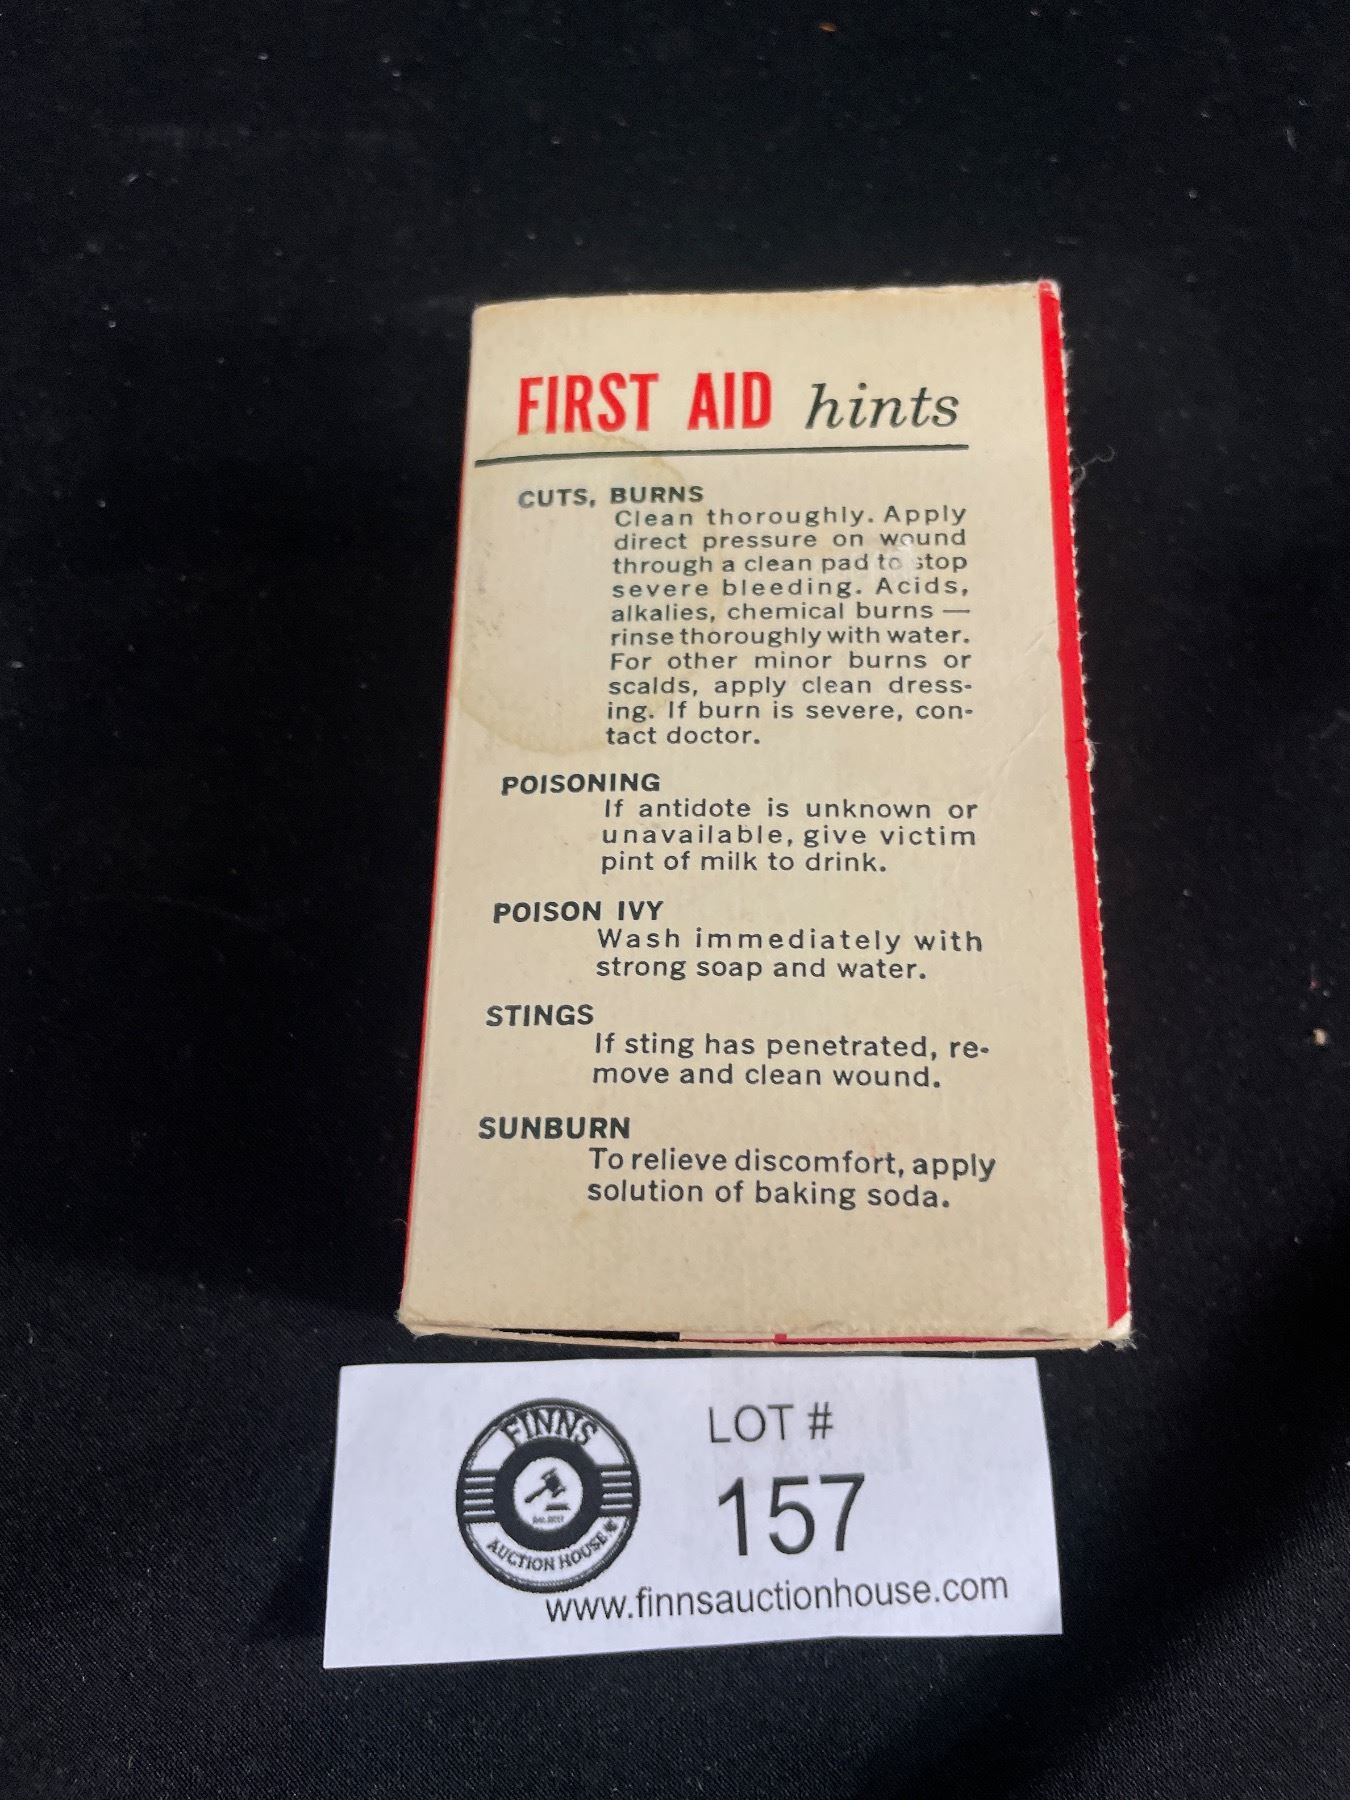 FIRST AID hints
CUTS, BURNS
Clean thoroughly. Apply
direct pressure on wound
through a clean pad to stop
severe bleeding. Acids,
alkalies, chemical burns —
rinse thoroughly with water.
For other minor burns or
scalds, apply clean dress-
ing. If burn is severe, con-
tact doctor.
POISONING
If antidote is unknown or
unavailable, give victim
pint of milk to drink.
POISON IVY
Wash immediately with
strong soap and water.
STINGS
If sting has penetrated, re-
move and clean wound.
SUNBURN
To relieve discomfort, apply
solution of baking soda.
FINNS
AUCTION HOUSE
LOT #
157
www.finnsauctionhouse.com